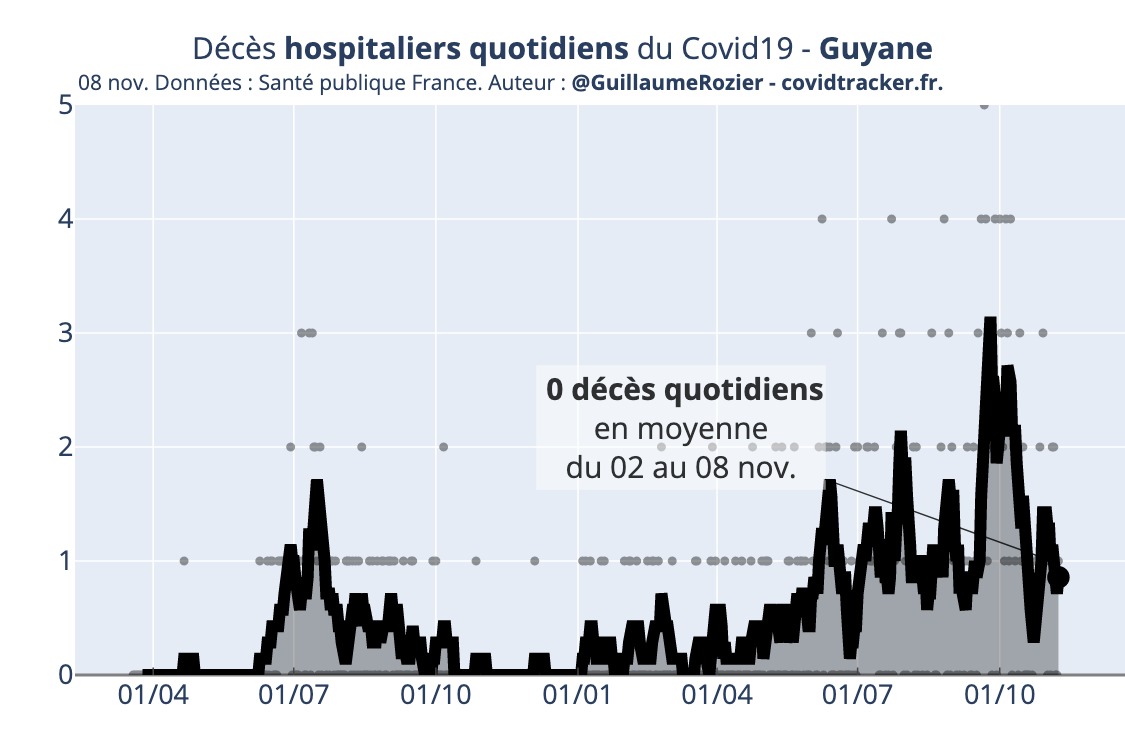 Décès hospitaliers quotidiens du Covid19 - Guyane
08 nov. Données : Santé publique France. Auteur : @GuillaumeRozier - covidtracker.fr.
5
4
3
2
1
0
0 décès quotidiens
en moyenne
du 02 au 08 nov.
01/04 01/07 01/10 01/01 01/04 01/07 01/10